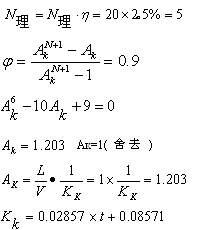 N理 = N理 · η = 20 × 2.5% = 5
φ = (A_k^{N+1} − A_k) / (A_k^{N+1} − 1) = 0.9
A_k^6 − 10A_k + 9 = 0
A_k = 1.203 Aĸ=1( 舍 去 )
A_K = L/V • 1/K_K = 1 × 1/K_K = 1.203
K_k = 0.02857 × t + 0.08571